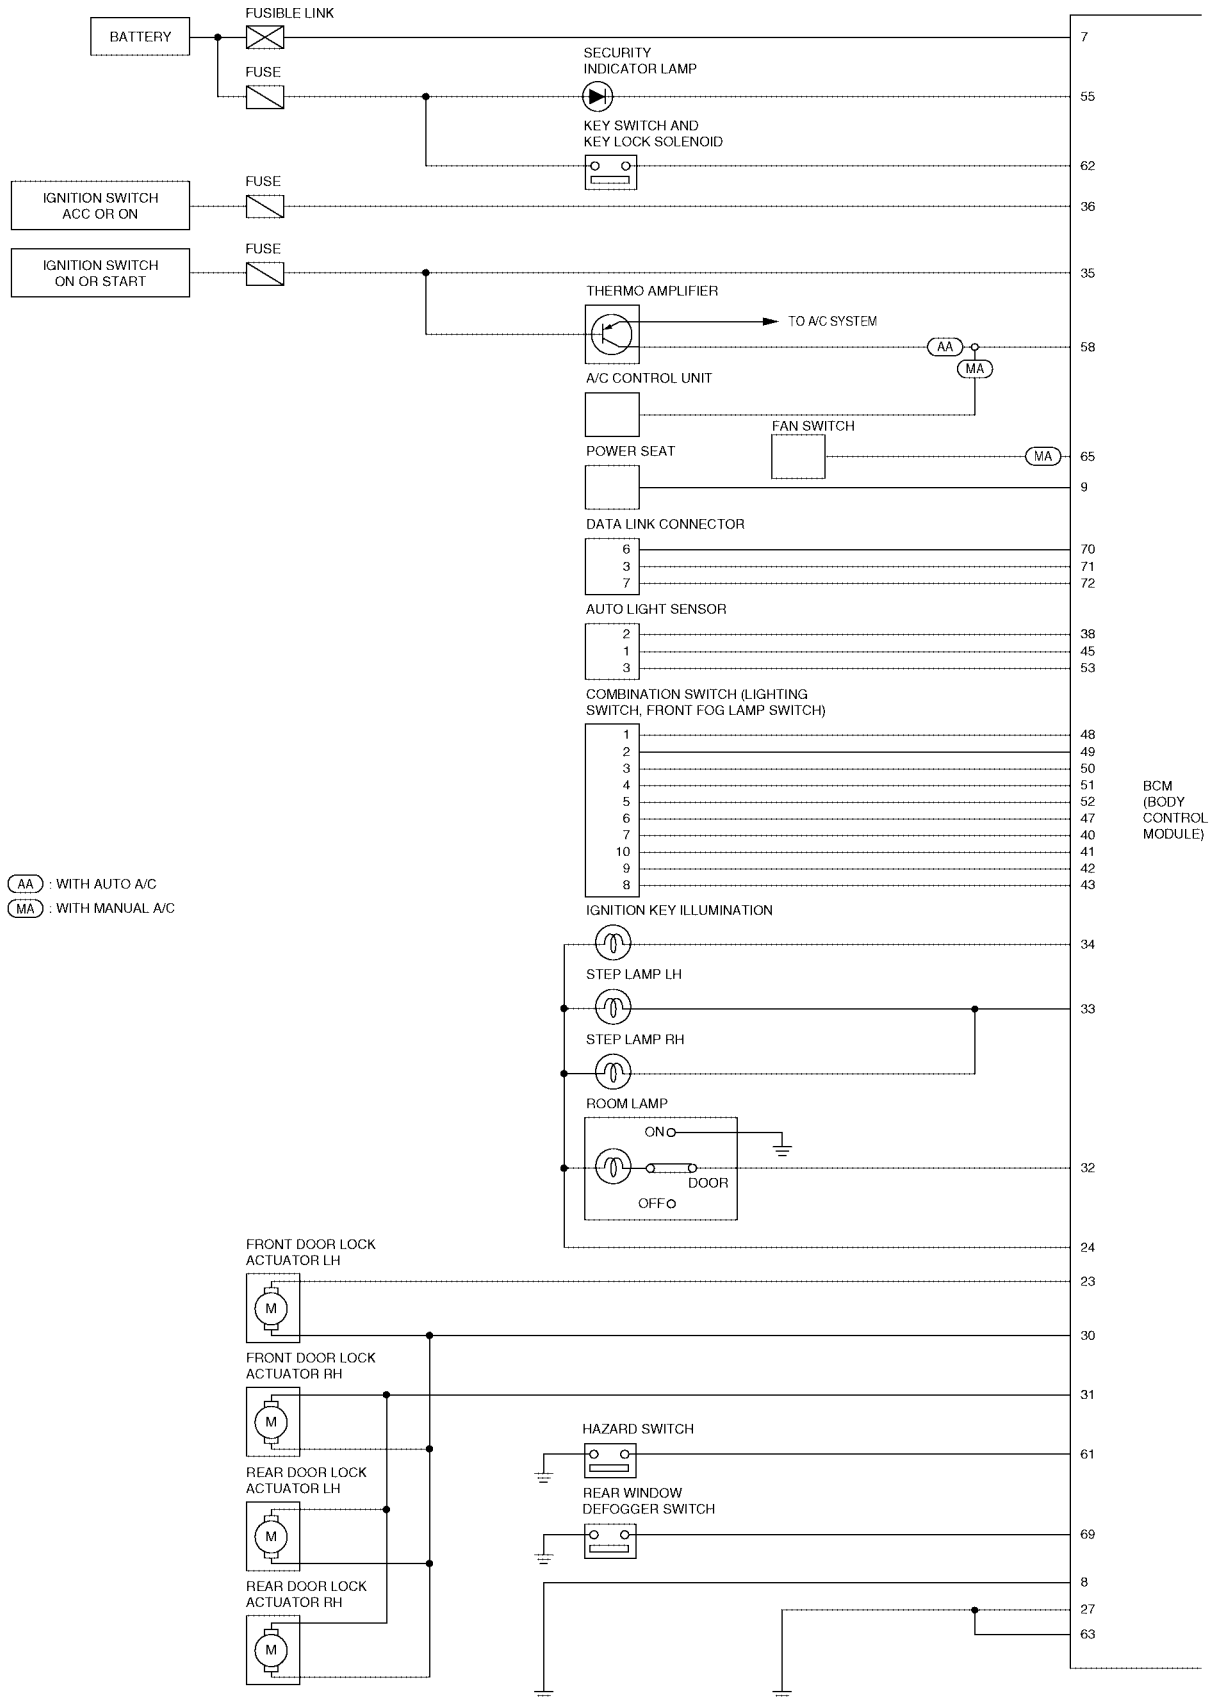 FUSIBLE LINK
BATTERY
7
SECURITY
INDICATOR LAMP
FUSE
55
KEY SWITCH AND
KEY LOCK SOLENOID
62
FUSE
IGNITION SWITCH
ACC OR ON
36
FUSE
IGNITION SWITCH
ON OR START
35
THERMO AMPLIFIER
TO A/C SYSTEM
AA
58
MA
A/C CONTROL UNIT
FAN SWITCH
MA
65
POWER SEAT
9
DATA LINK CONNECTOR
6 70
3 71
7 72
AUTO LIGHT SENSOR
2 38
1 45
3 53
COMBINATION SWITCH (LIGHTING
SWITCH, FRONT FOG LAMP SWITCH)
1 48
2 49
3 50
4 51
5 52
6 47
7 40
10 41
9 42
8 43
BCM
(BODY
CONTROL
MODULE)
AA : WITH AUTO A/C
MA : WITH MANUAL A/C
IGNITION KEY ILLUMINATION
34
STEP LAMP LH
33
STEP LAMP RH
ROOM LAMP
ON
DOOR
32
OFF
24
FRONT DOOR LOCK
ACTUATOR LH
23
M
30
FRONT DOOR LOCK
ACTUATOR RH
31
M
HAZARD SWITCH
61
REAR DOOR LOCK
ACTUATOR LH
M
REAR WINDOW
DEFOGGER SWITCH
69
REAR DOOR LOCK
ACTUATOR RH
M
8
27
63